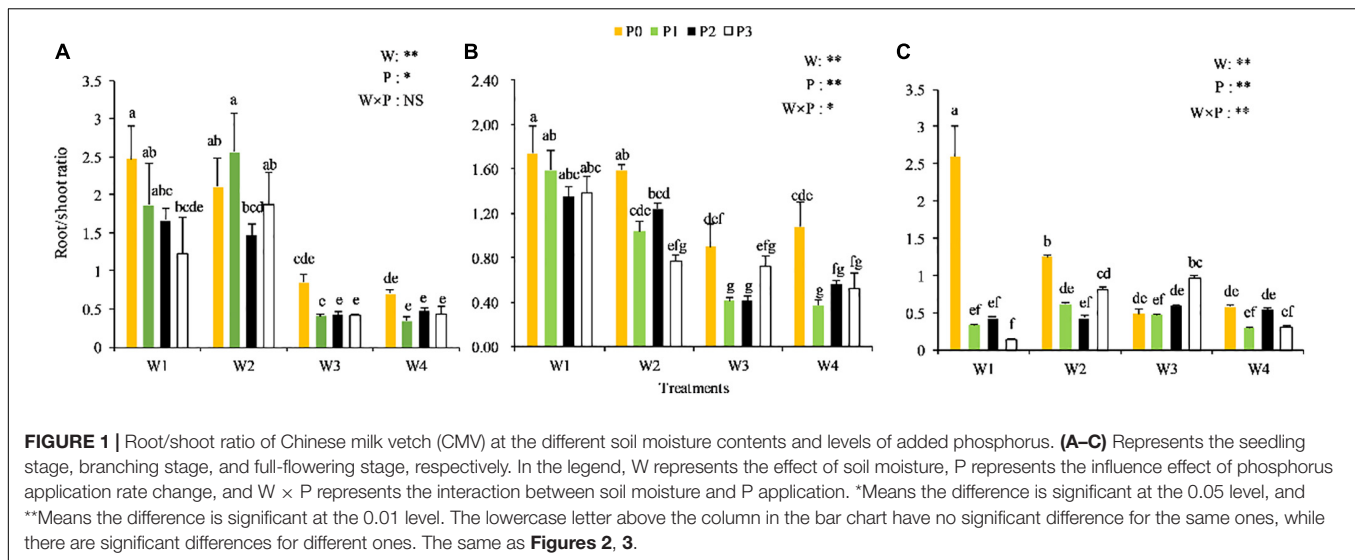 P0 P1 P2 P3
A
W: **
P : *
W×P : NS
Root/shoot ratio
3.5
3
2.5
2
1.5
1
0.5
0
a
ab
abc
bcde
ab
a
bcd
ab
cde
c
e
e
de
e
e
e
W1 W2 W3 W4
B
W: **
P : **
W×P : *
2.40
2.00
1.60
1.20
0.80
0.40
0.00
a
ab
abc
abc
ab
cdc
bcd
efg
dcf
g
g
efg
cdc
g
fg
fg
W1 W2 W3 W4
Treatments
C
W: **
P : **
W×P : **
3.5
3
2.5
2
1.5
1
0.5
0
a
ef
ef
f
b
de
ef
cd
de
ef
de
bc
de
cf
de
cf
W1 W2 W3 W4
FIGURE 1 | Root/shoot ratio of Chinese milk vetch (CMV) at the different soil moisture contents and levels of added phosphorus. (A–C) Represents the seedling
stage, branching stage, and full-flowering stage, respectively. In the legend, W represents the effect of soil moisture, P represents the influence effect of phosphorus
application rate change, and W × P represents the interaction between soil moisture and P application. *Means the difference is significant at the 0.05 level, and
**Means the difference is significant at the 0.01 level. The lowercase letter above the column in the bar chart have no significant difference for the same ones, while
there are significant differences for different ones. The same as Figures 2, 3.